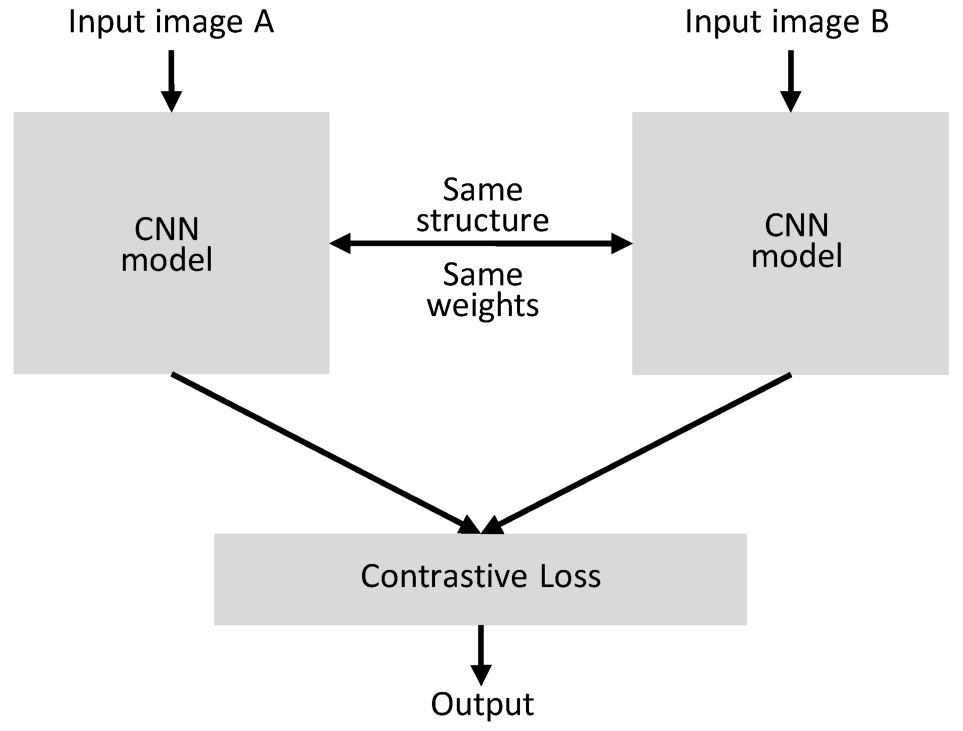 Input image A
Input image B
CNN
model
Same
structure
Same
weights
CNN
model
Contrastive Loss
Output